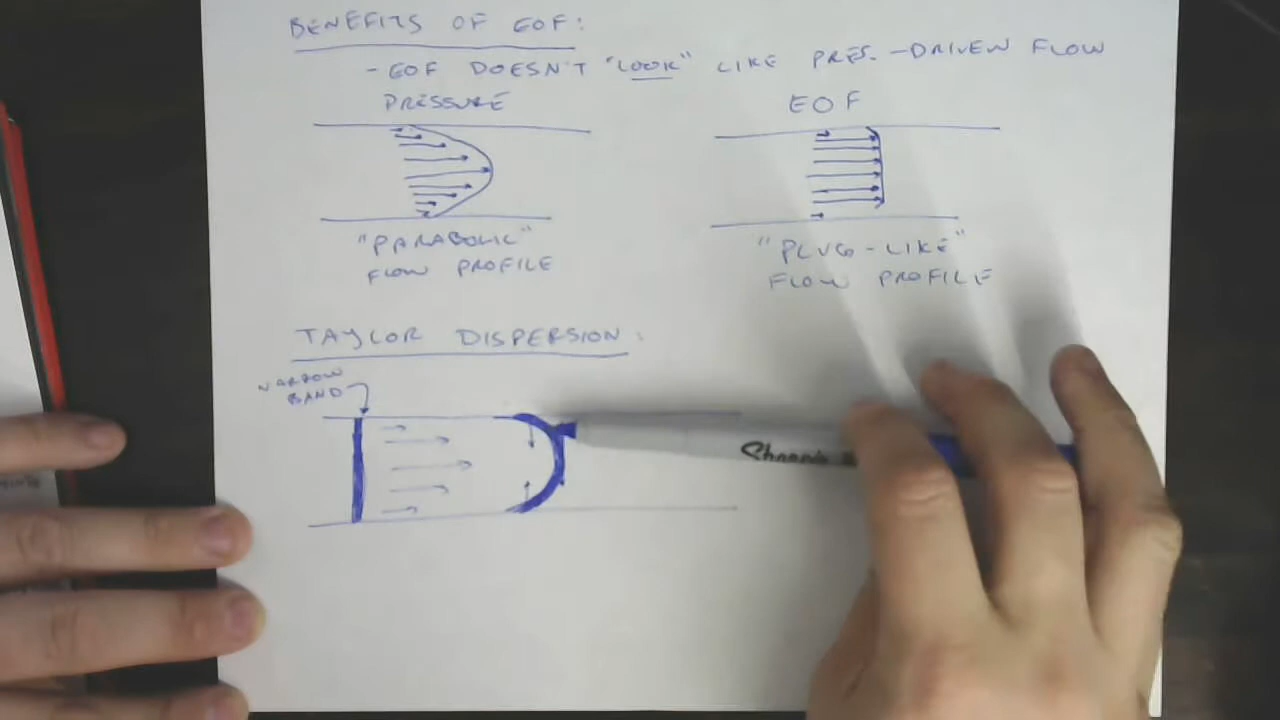 BENEFITS OF EOF:
- EOF DOESN'T "LOOK" LIKE PRES. -DRIVEN FLOW
PRESSURE
EOF
"PARABOLIC"
FLOW PROFILE
"PLUG-LIKE"
FLOW PROFILE
TAYLOR DISPERSION:
NARROW
BAND
Sharpie